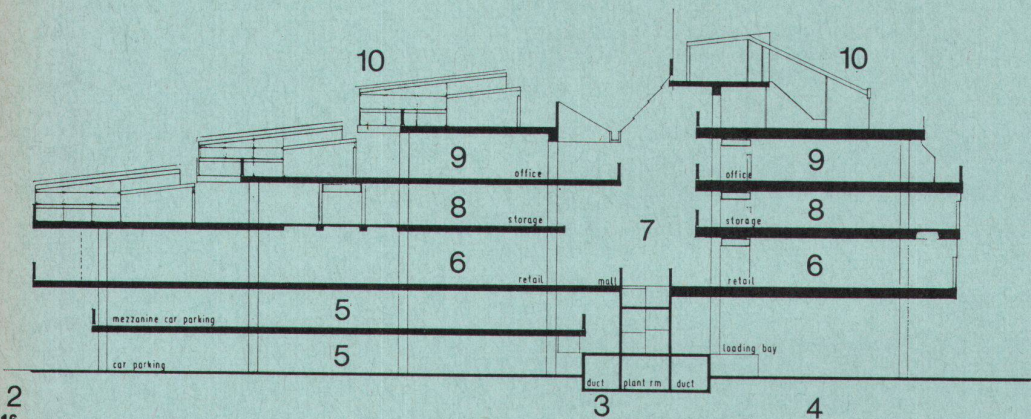 10
10
9
9
office
office
8
8
storage
storage
7
6
6
retail
mall
retail
5
mezzanine car parking
5
loading bay
car parking
duct
plant rm
duct
2
3
4
16